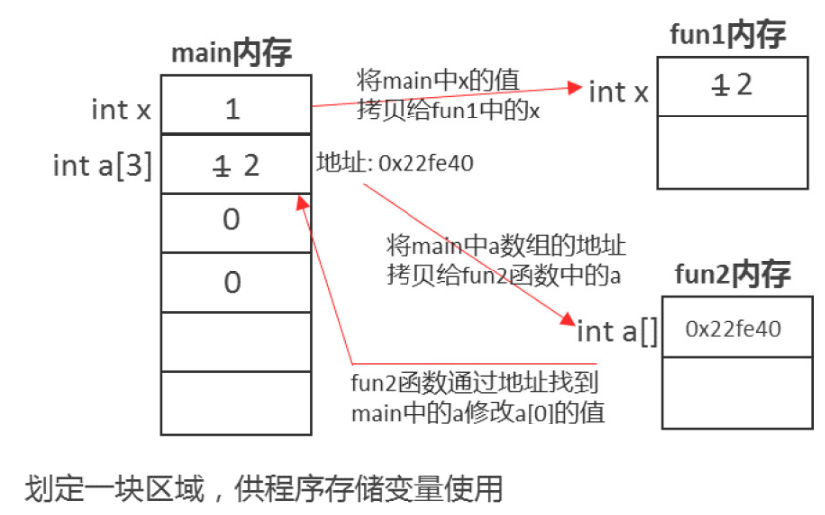 main内存
int x
1
int a[3]
1 2
地址: 0x22fe40
0
0
将main中x的值
拷贝给fun1中的x
fun1内存
int x
1 2
将main中a数组的地址
拷贝给fun2函数中的a
fun2内存
int a[]
0x22fe40
fun2函数通过地址找到
main中的a修改a[0]的值
划定一块区域，供程序存储变量使用